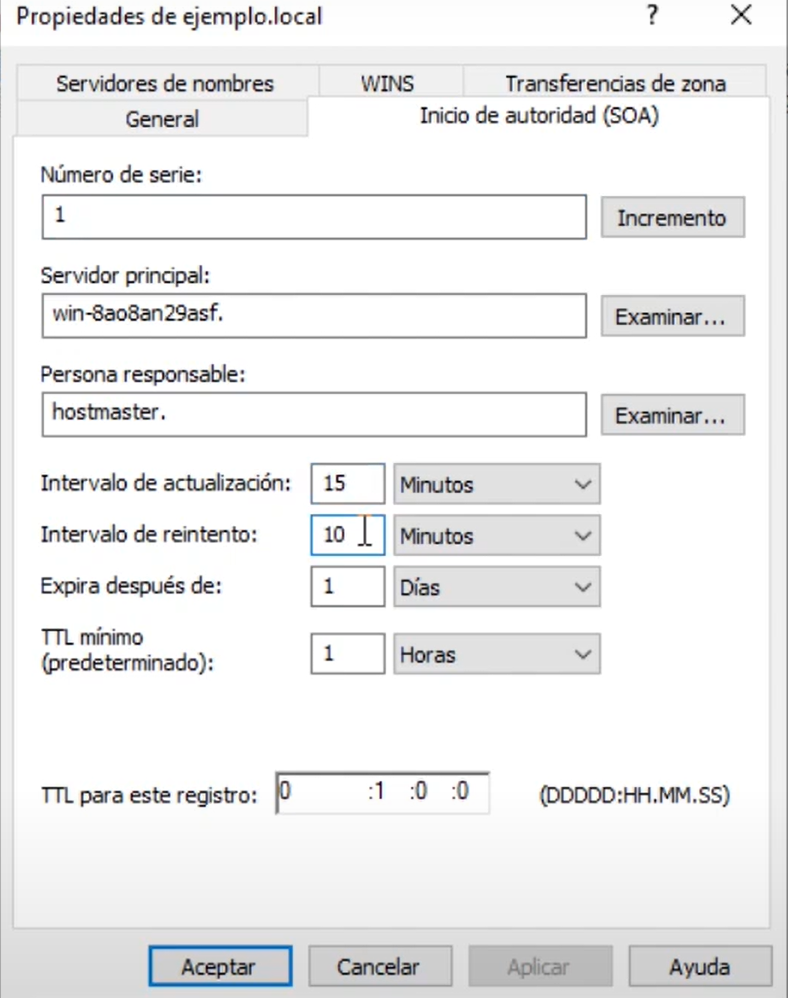 Propiedades de ejemplo.local ?
Servidores de nombres WINS Transferencias de zona
General Inicio de autoridad (SOA)
Número de serie:
1 Incremento
Servidor principal:
win-8ao8an29asf. Examinar...
Persona responsable:
hostmaster. Examinar...
Intervalo de actualización: 15 Minutos
Intervalo de reintento: 10 Minutos
Expira después de: 1 Días
TTL mínimo
(predeterminado): 1 Horas
TTL para este registro: 0 :1 :0 :0 (DDDDD:HH.MM.SS)
Aceptar Cancelar Aplicar Ayuda